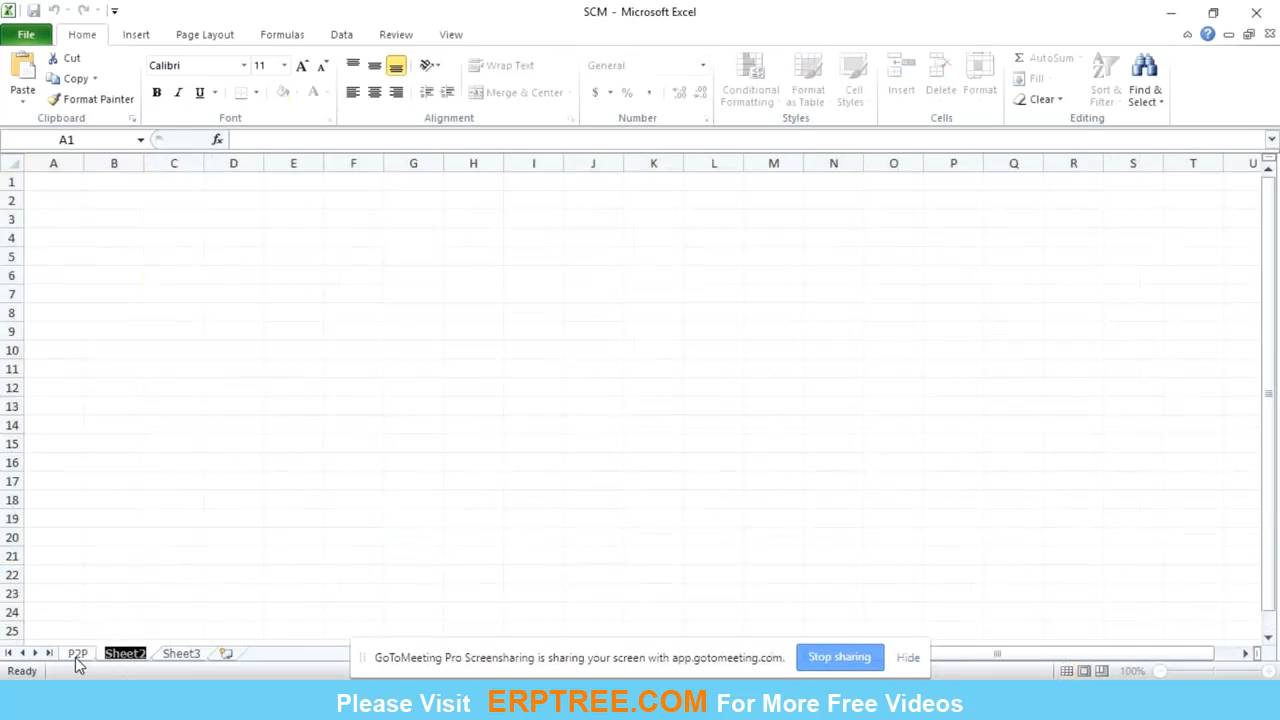 SCM - Microsoft Excel
File Home Insert Page Layout Formulas Data Review View
Paste Cut Copy Format Painter
Calibri 11 A A B I U A
Wrap Text Merge & Center
General $ % ,
Conditional Formatting Format as Table Cell Styles
Insert Delete Format
Σ AutoSum Fill Clear Sort & Filter Find & Select
Clipboard Font Alignment Number Styles Cells Editing
A1 fx
A B C D E F G H I J K L M N O P Q R S T U
1
2
3
4
5
6
7
8
9
10
11
12
13
14
15
16
17
18
19
20
21
22
23
24
25
P2P Sheet2 Sheet3
GoToMeeting Pro Screensharing is sharing your screen with app.gotomeeting.com. Stop sharing Hide
Ready 100%
Please Visit ERPTREE.COM For More Free Videos